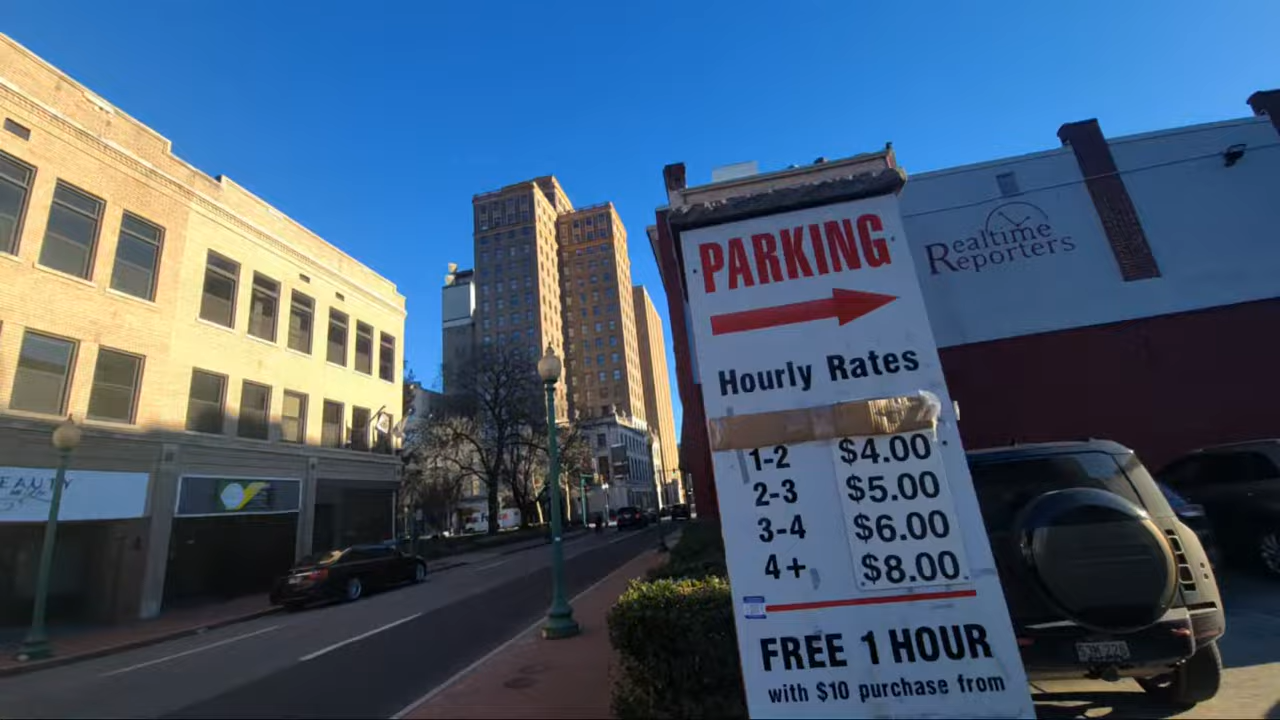 PARKING
Hourly Rates
1-2 $4.00
2-3 $5.00
3-4 $6.00
4+ $8.00
FREE 1 HOUR
with $10 purchase from
Realtime
Reporters